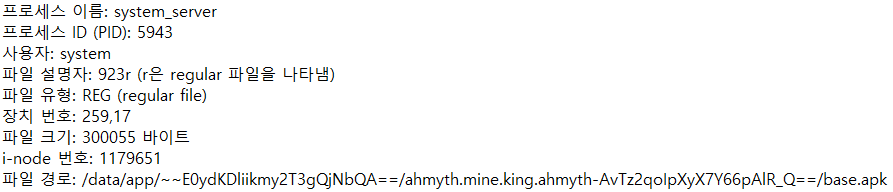 프로세스 이름: system_server
프로세스 ID (PID): 5943
사용자: system
파일 설명자: 923r (r은 regular 파일을 나타냄)
파일 유형: REG (regular file)
장치 번호: 259,17
파일 크기: 300055 바이트
i-node 번호: 1179651
파일 경로: /data/app/~~E0ydKDliikmy2T3gQjNbQA==/ahmyth.mine.king.ahmyth-AvTz2qoIpXyX7Y66pAlR_Q==/base.apk